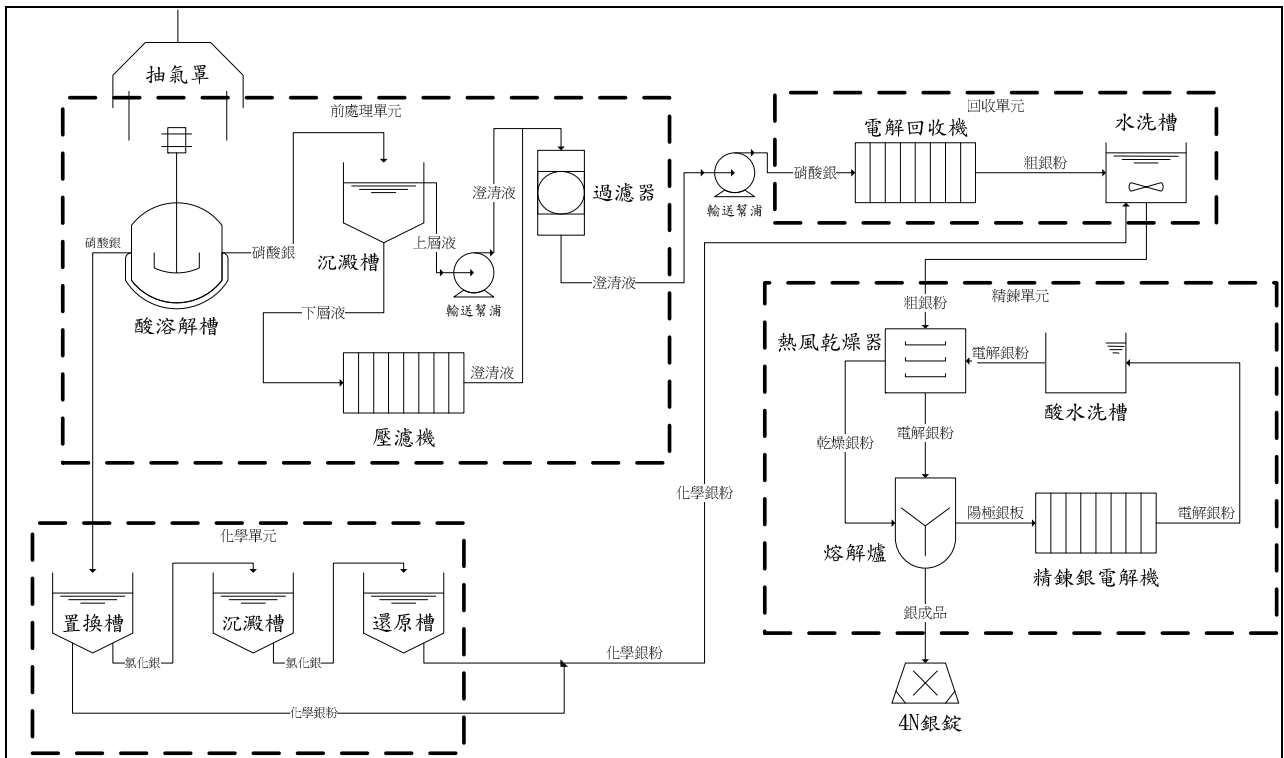 抽氣罩
前處理單元
硝酸銀
硝酸銀
酸溶解槽
沉澱槽
上層液
下層液
澄清液
輸送幫浦
過濾器
澄清液
壓濾機
澄清液
輸送幫浦
回收單元
硝酸銀
電解回收機
粗銀粉
水洗槽
精鍊單元
粗銀粉
熱風乾燥器
電解銀粉
酸水洗槽
乾燥銀粉
電解銀粉
熔解爐
陽極銀板
精鍊銀電解機
電解銀粉
銀成品
4N銀錠
化學銀粉
化學單元
置換槽
氯化銀
沉澱槽
氯化銀
還原槽
化學銀粉
化學銀粉